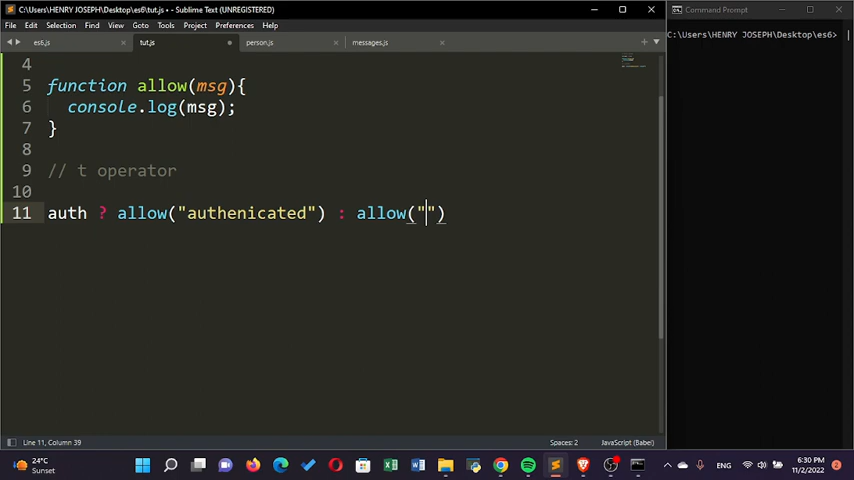 C:\Users\HENRY JOSEPH\Desktop\es6\tut.js • - Sublime Text (UNREGISTERED)
File Edit Selection Find View Goto Tools Project Preferences Help
es6.js tut.js person.js messages.js
4
5 function allow(msg){
6 console.log(msg);
7 }
8
9 // t operator
10
11 auth ? allow("authenicated") : allow("")
Line 11, Column 39 Spaces: 2 JavaScript (Babel)
Command Prompt
C:\Users\HENRY JOSEPH\Desktop\es6>
24°C
Sunset
ENG
6:30 PM
11/2/2022
2